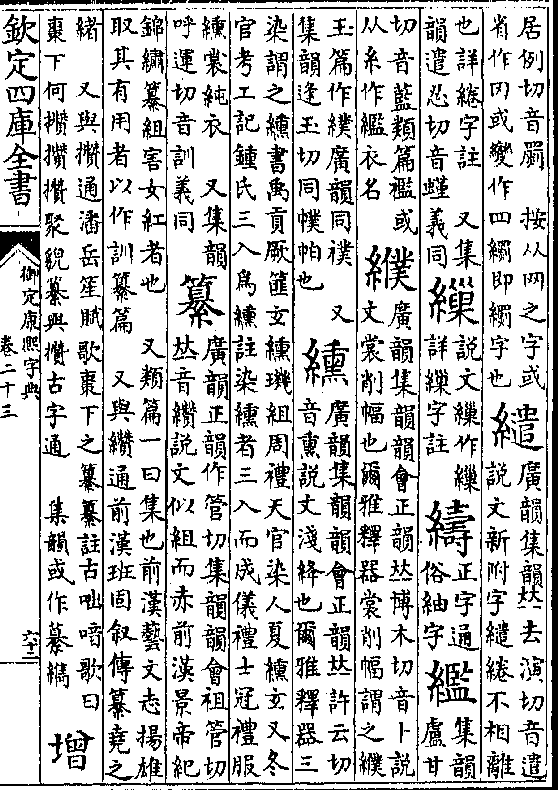 居例切音罽　按从网之字或
省作罓或變作四繝即繝字也
繾
廣韻集韻𠀤去演切音遣
說文新附字繾綣不相離
也詳綣字註　又集
韻遣忍切音螼義同
繅
說文繅作繅
詳繅字註
正字通
俗紬字
繿
集韻
盧甘
切音藍類篇襤或
从糸作繿衣名
纀
廣韻集韻韻會正韻𠀤博木切音卜說
文裳削幅也爾雅釋器裳削幅謂之纀
玉篇作襆廣韻同襆　又
集韻逢玉切同幞帕也
纁
廣韻集韻韻會正韻𠀤許云切
音熏說文淺絳也爾雅釋器三
染謂之纁書禹貢厥篚玄纁璣組周禮天官染人夏纁玄又冬
官考工記鍾氏三入爲纁註染纁者三入而成儀禮士冠禮服
纁裳純衣　又集韻
呼運切音訓義同
纂
廣韻正韻作管切集韻韻會祖管切
𠀤音纘說文似組而赤前漢景帝紀
錦繡纂組害女紅者也　又類篇一曰集也前漢藝文志揚雄
取其有用者以作訓纂篇　又與纘通前漢班固叙傳纂堯之
緒　又與攢通潘岳笙賦歌棗下之纂纂註古咄喑歌曰
棗下何攢攢攢聚貌纂與攢古字通　集韻或作
增
欽定四庫全書
御定康熙字典
卷二十三
六十三